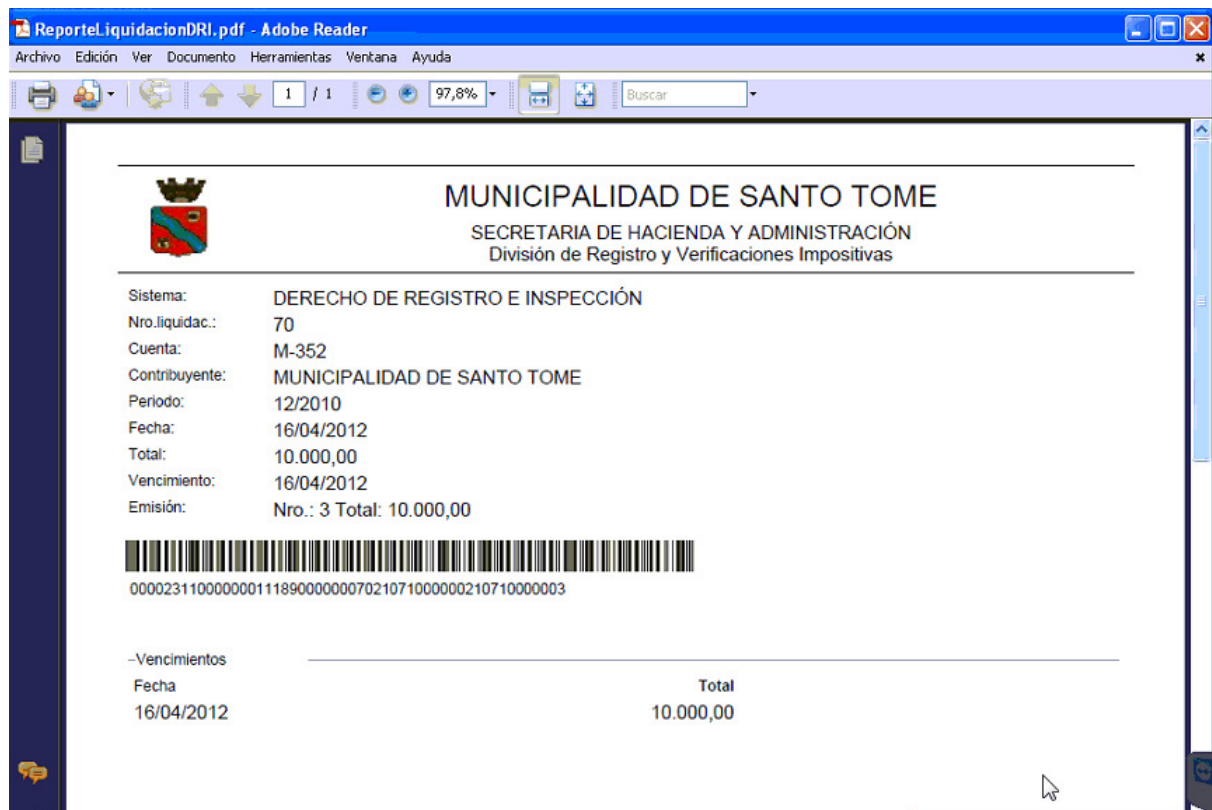 ReporteLiquidacionDRI.pdf - Adobe Reader
Archivo Edición Ver Documento Herramientas Ventana Ayuda
1 / 1 97,8% Buscar
MUNICIPALIDAD DE SANTO TOME
SECRETARIA DE HACIENDA Y ADMINISTRACIÓN
División de Registro y Verificaciones Impositivas
Sistema: DERECHO DE REGISTRO E INSPECCIÓN
Nro.liquidac.: 70
Cuenta: M-352
Contribuyente: MUNICIPALIDAD DE SANTO TOME
Periodo: 12/2010
Fecha: 16/04/2012
Total: 10.000,00
Vencimiento: 16/04/2012
Emisión: Nro.: 3 Total: 10.000,00
0000231100000001118900000007021071000000210710000003
Vencimientos
Fecha Total
16/04/2012 10.000,00